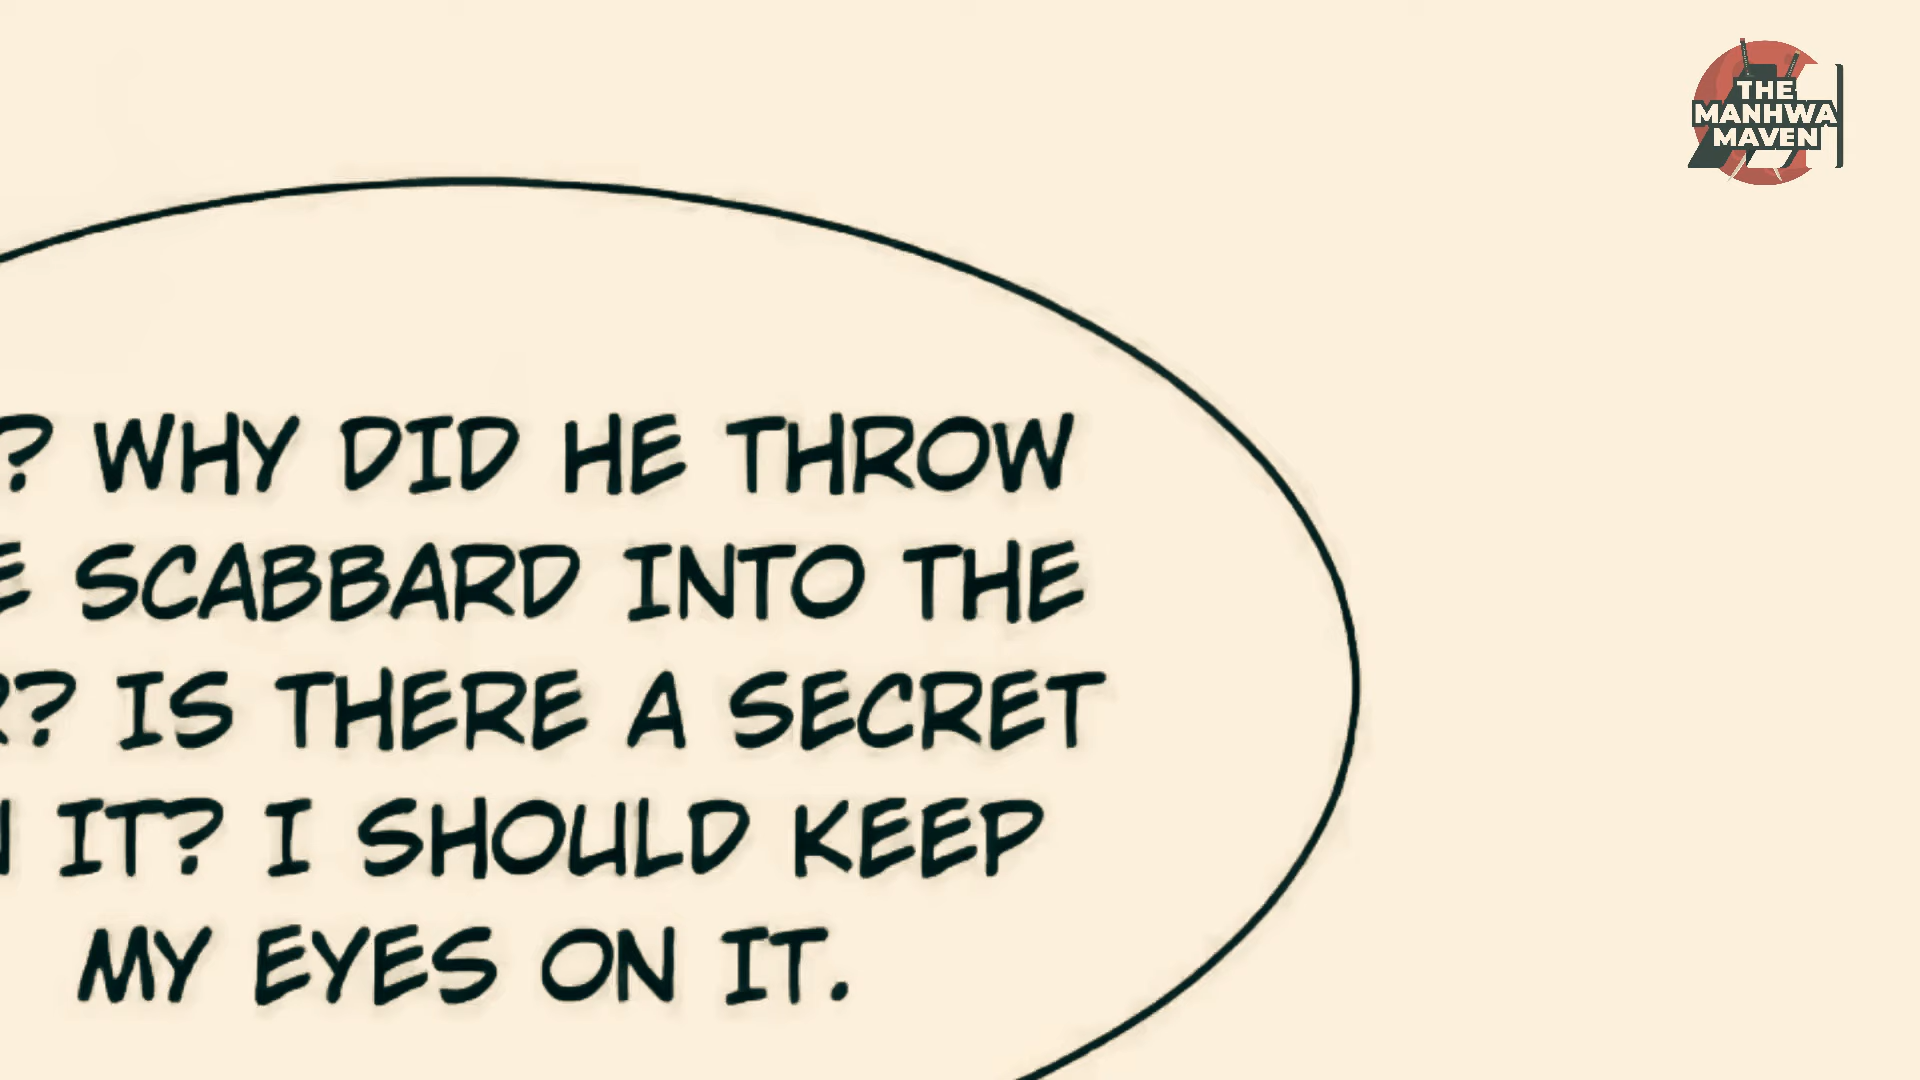 ? WHY DID HE THROW
SCABBARD INTO THE
? IS THERE A SECRET
IT? I SHOULD KEEP
MY EYES ON IT.
THE
MANHWA
MAVEN